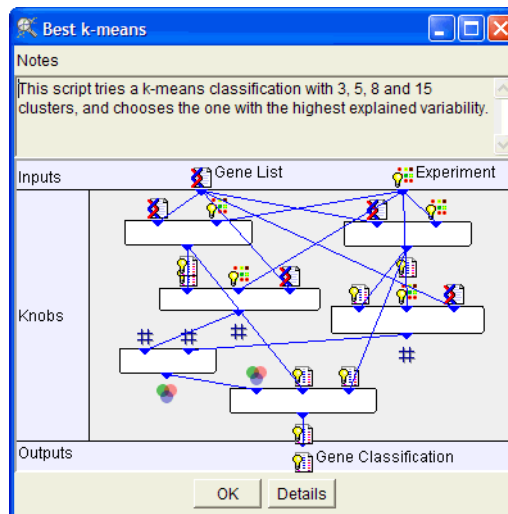 Best k-means
Notes
This script tries a k-means classification with 3, 5, 8 and 15
clusters, and chooses the one with the highest explained variability.
Inputs
Gene List
Experiment
Knobs
Outputs
Gene Classification
OK
Details